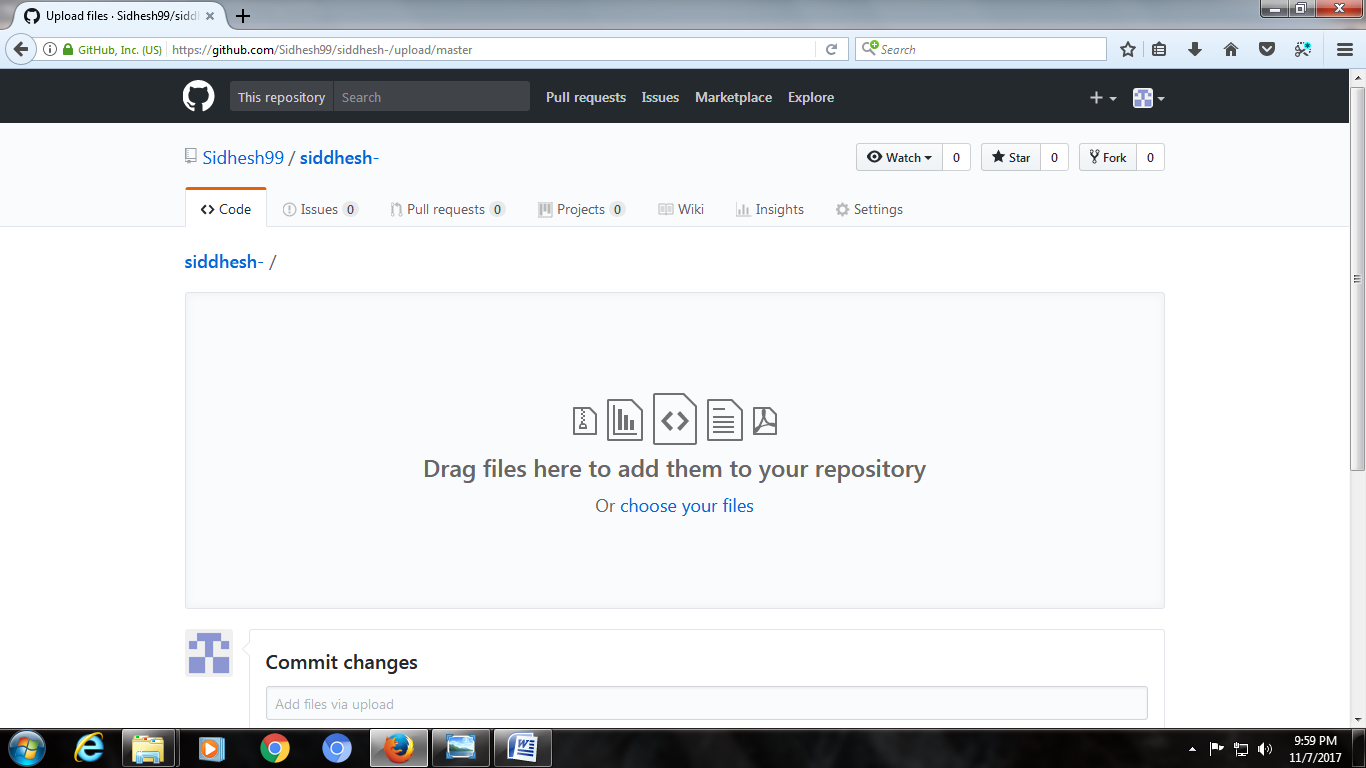 Upload files · Sidhesh99/siddh
GitHub, Inc. (US) https://github.com/Sidhesh99/siddhesh-/upload/master Search
This repository Search Pull requests Issues Marketplace Explore
Sidhesh99 / siddhesh- Watch 0 Star 0 Fork 0
Code Issues 0 Pull requests 0 Projects 0 Wiki Insights Settings
siddhesh- /
Drag files here to add them to your repository
Or choose your files
Commit changes
Add files via upload
9:59 PM
11/7/2017